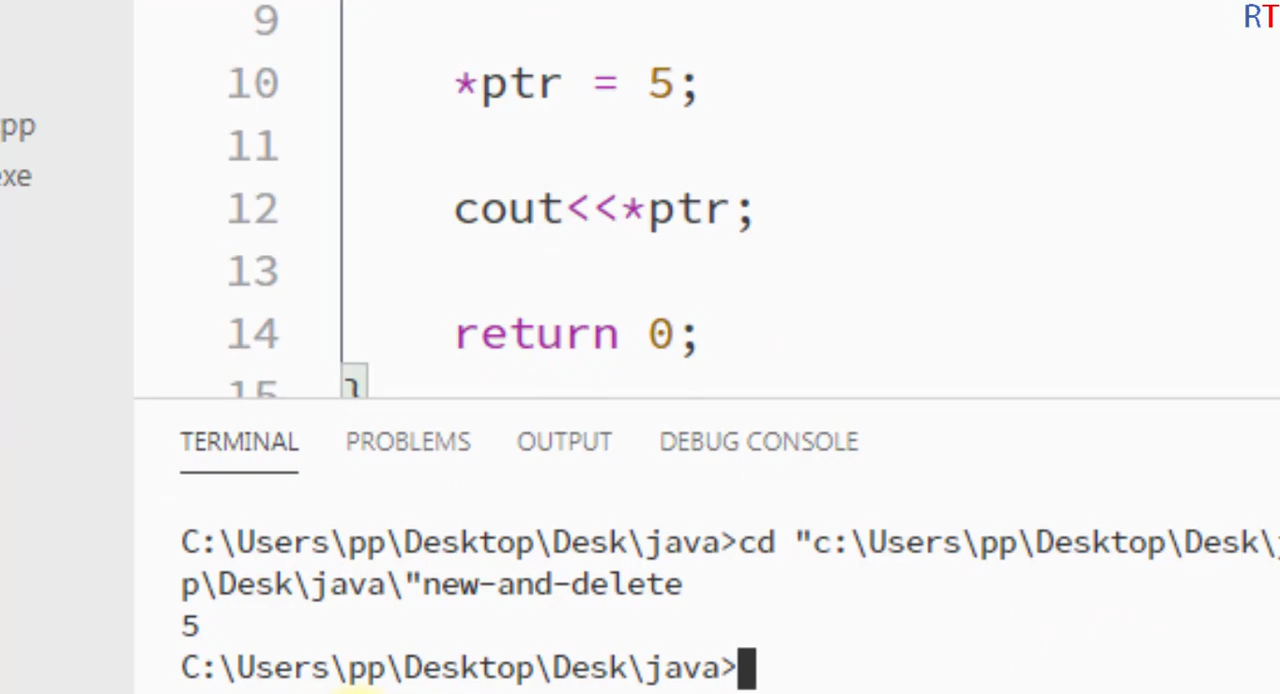 RT
9
10 *ptr = 5;
pp
11
exe
12 cout<<*ptr;
13
14 return 0;
15 }
TERMINAL PROBLEMS OUTPUT DEBUG CONSOLE
C:\Users\pp\Desktop\Desk\java>cd "c:\Users\pp\Desktop\Desk\j
p\Desk\java\"new-and-delete
5
C:\Users\pp\Desktop\Desk\java>